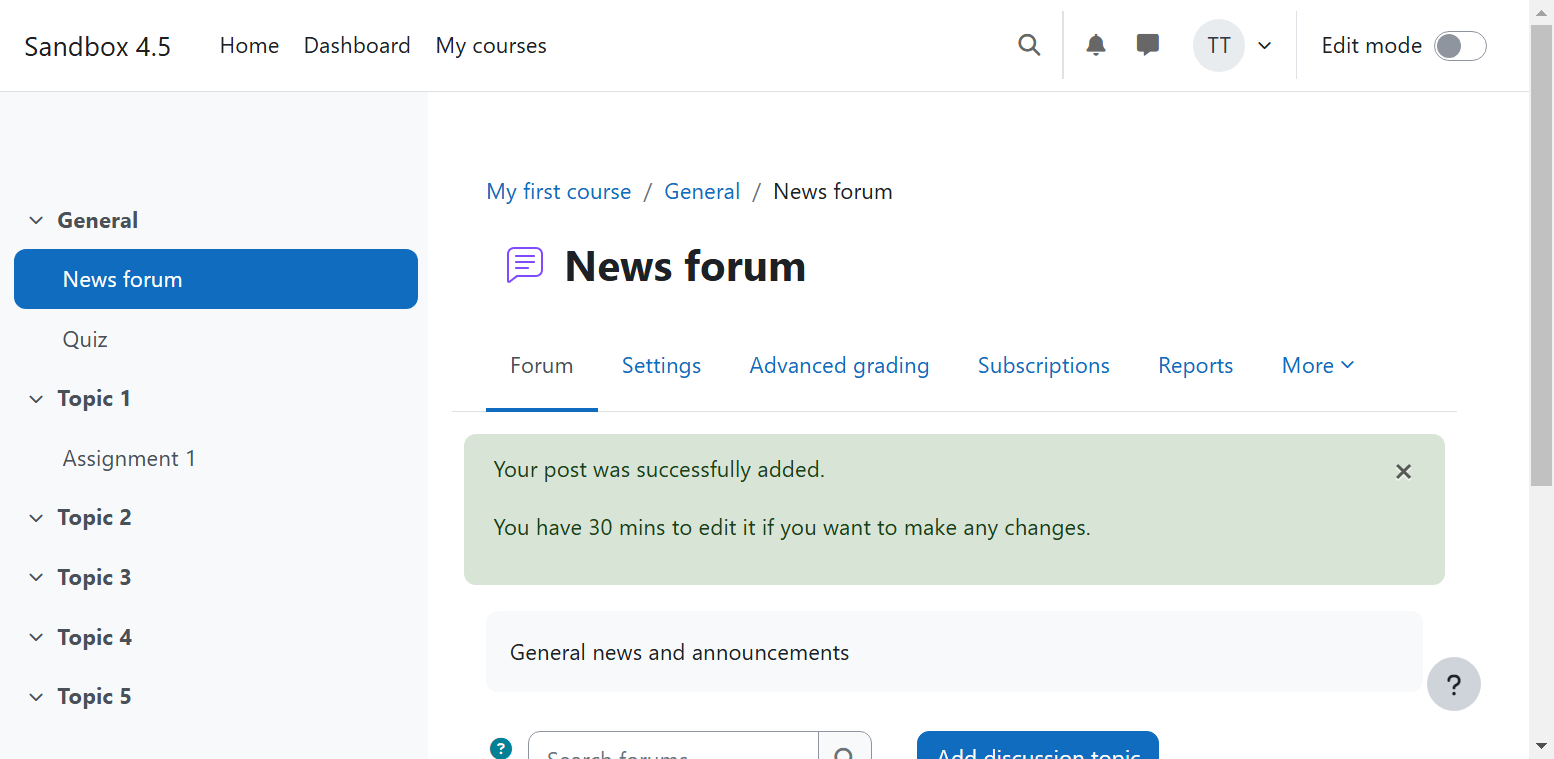 Sandbox 4.5 Home Dashboard My courses TT Edit mode
General
News forum
Quiz
Topic 1
Assignment 1
Topic 2
Topic 3
Topic 4
Topic 5
My first course / General / News forum
News forum
Forum Settings Advanced grading Subscriptions Reports More
Your post was successfully added.
You have 30 mins to edit it if you want to make any changes.
General news and announcements
?
? Search forums Add discussion topic